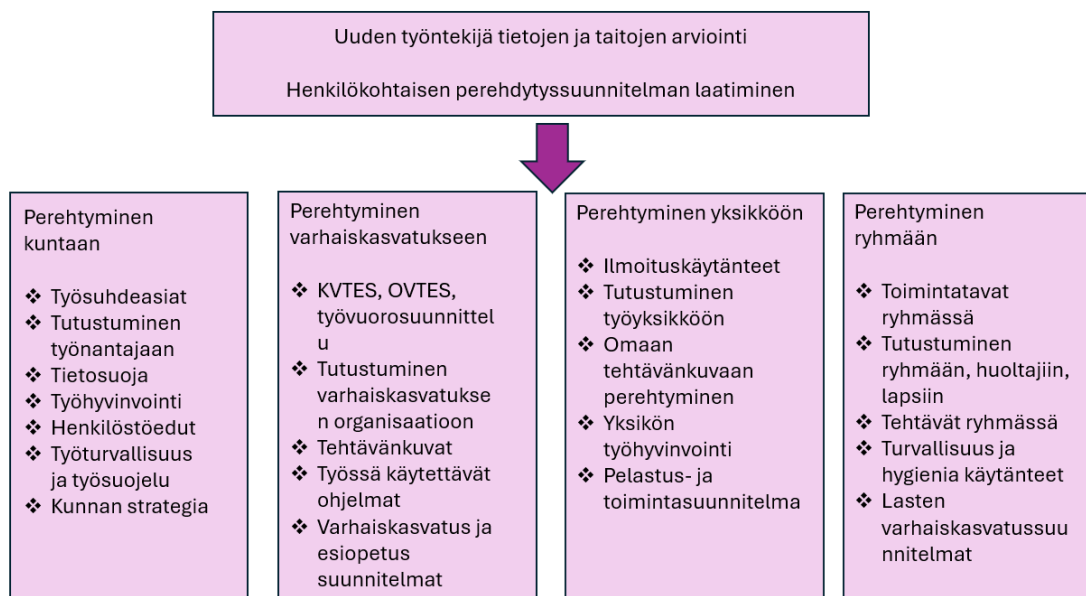 Uuden työntekijä tietojen ja taitojen arviointi
Henkilökohtaisen perehdytyssuunnitelman laatiminen
Perehtyminen
kuntaan
❖ Työsuhdeasiat
❖ Tutustuminen
työnantajaan
❖ Tietosuoja
❖ Työhyvinvointi
❖ Henkilöstöedut
❖ Työturvallisuus
ja työsuojelu
❖ Kunnan strategia
Perehtyminen
varhaiskasvatukseen
❖ KVTES, OVTES,
työvuorosuunnittel
u
❖ Tutustuminen
varhaiskasvatukse
n organisaatioon
❖ Tehtävänkuvat
❖ Työssä käytettävät
ohjelmat
❖ Varhaiskasvatus ja
esiopetus
suunnitelmat
Perehtyminen yksikköön
❖ Ilmoituskäytänteet
❖ Tutustuminen
työyksikköön
❖ Omaan
tehtävänkuvaan
perehtyminen
❖ Yksikön
työhyvinvointi
❖ Pelastus- ja
toimintasuunnitelma
Perehtyminen
ryhmään
❖ Toimintatavat
ryhmässä
❖ Tutustuminen
ryhmään, huoltajiin,
lapsiin
❖ Tehtävät ryhmässä
❖ Turvallisuus ja
hygienia käytänteet
❖ Lasten
varhaiskasvatussuu
nnitelmat